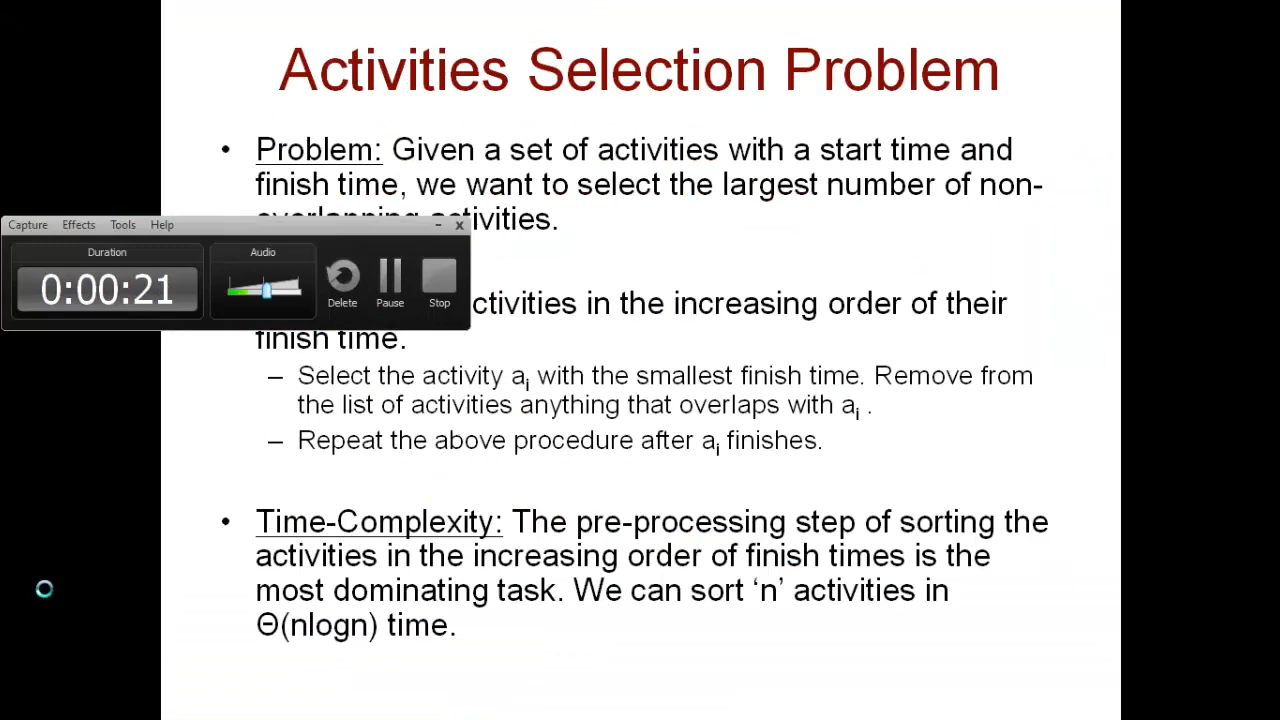 Activities Selection Problem
• Problem: Given a set of activities with a start time and
finish time, we want to select the largest number of non-
overlapping activities.
Capture Effects Tools Help – x
Duration Audio
0:00:21
Delete Pause Stop
ctivities in the increasing order of their
finish time.
– Select the activity ai with the smallest finish time. Remove from
the list of activities anything that overlaps with ai .
– Repeat the above procedure after ai finishes.
• Time-Complexity: The pre-processing step of sorting the
activities in the increasing order of finish times is the
most dominating task. We can sort ‘n’ activities in
Θ(nlogn) time.